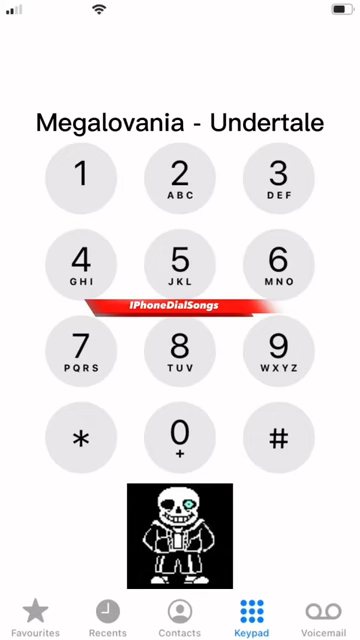 Megalovania - Undertale
1
2
3
ABC
DEF
4
5
6
GHI
JKL
MNO
IPhoneDialSongs
7
8
9
PQRS
TUV
WXYZ
*
0
#
+
Favourites
Recents
Contacts
Keypad
Voicemail